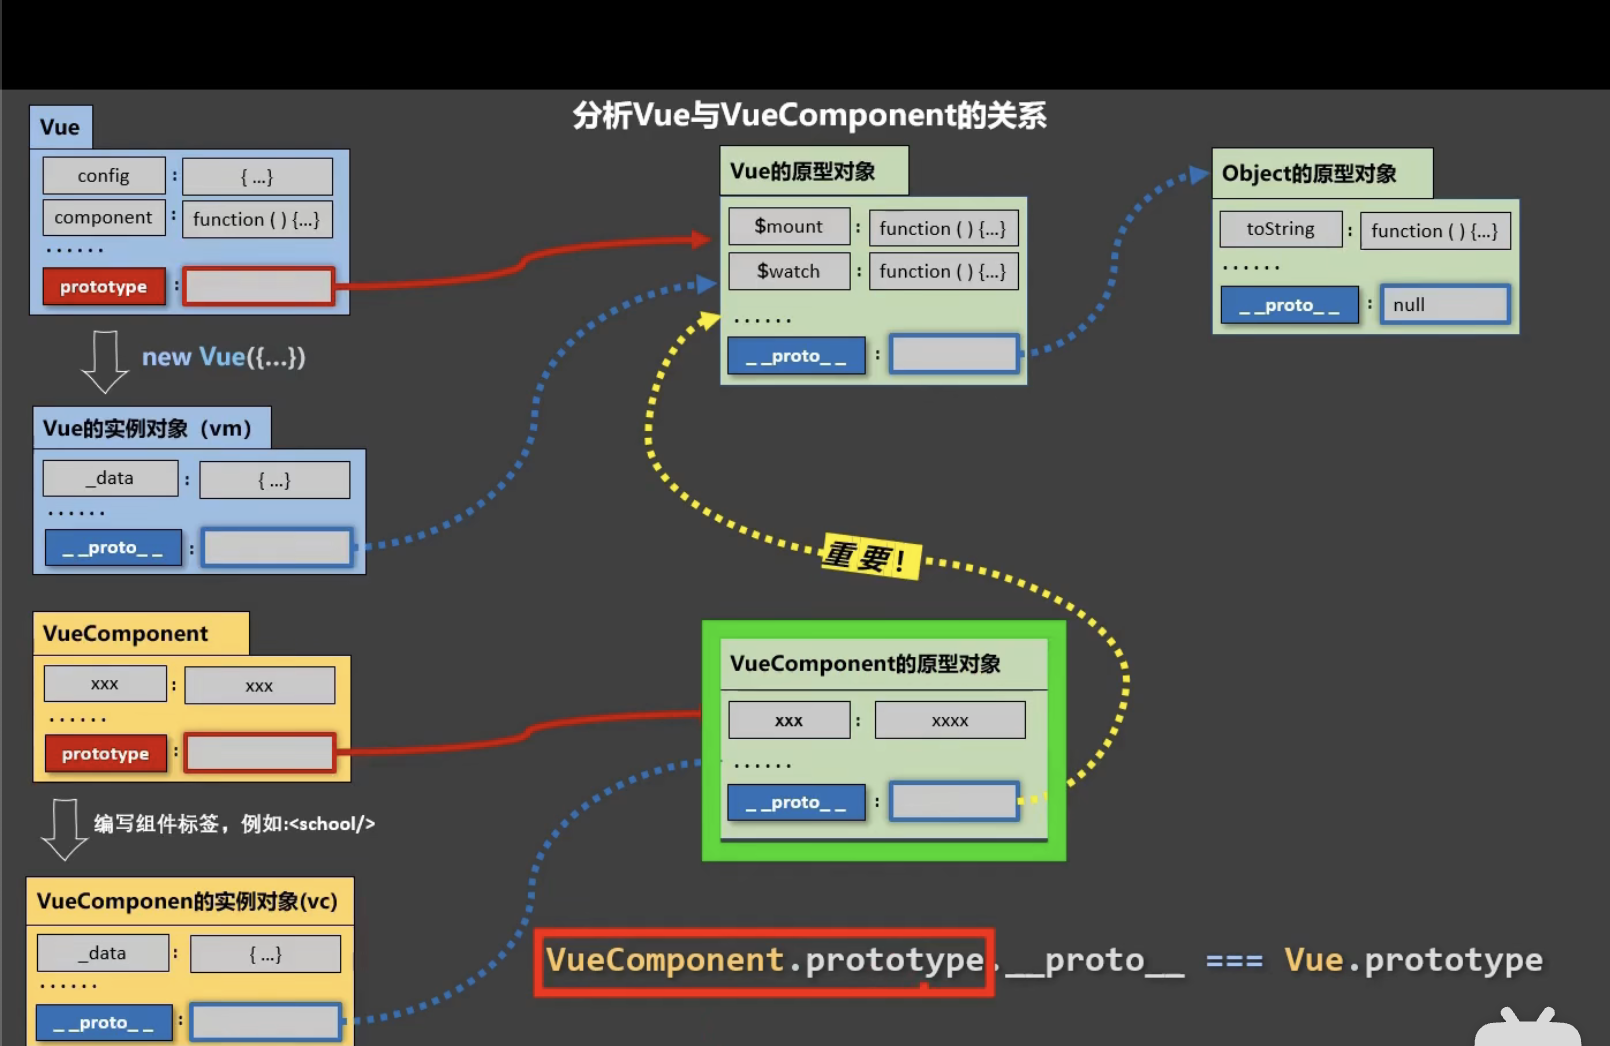 分析Vue与VueComponent的关系
Vue
config : { ...}
component : function ( ) {...}
......
prototype :
new Vue({...})
Vue的实例对象（vm）
_data : { ...}
......
__proto__ :
VueComponent
xxx : xxx
......
prototype :
编写组件标签，例如:<school/>
VueComponen的实例对象(vc)
_data : { ...}
......
__proto__ :
Vue的原型对象
$mount : function ( ) {...}
$watch : function ( ) {...}
......
__proto__ :
Object的原型对象
toString : function ( ) {...}
......
__proto__ : null
重要！
VueComponent的原型对象
xxx : xxxx
......
__proto__ :
VueComponent.prototype.__proto__ === Vue.prototype